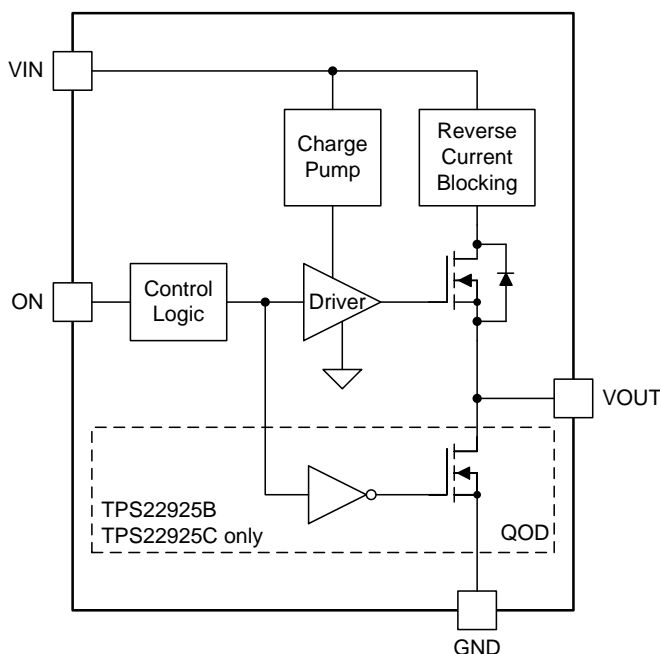 VIN
Charge
Pump
Reverse
Current
Blocking
ON
Control
Logic
Driver
VOUT
TPS22925B
TPS22925C only
QOD
GND